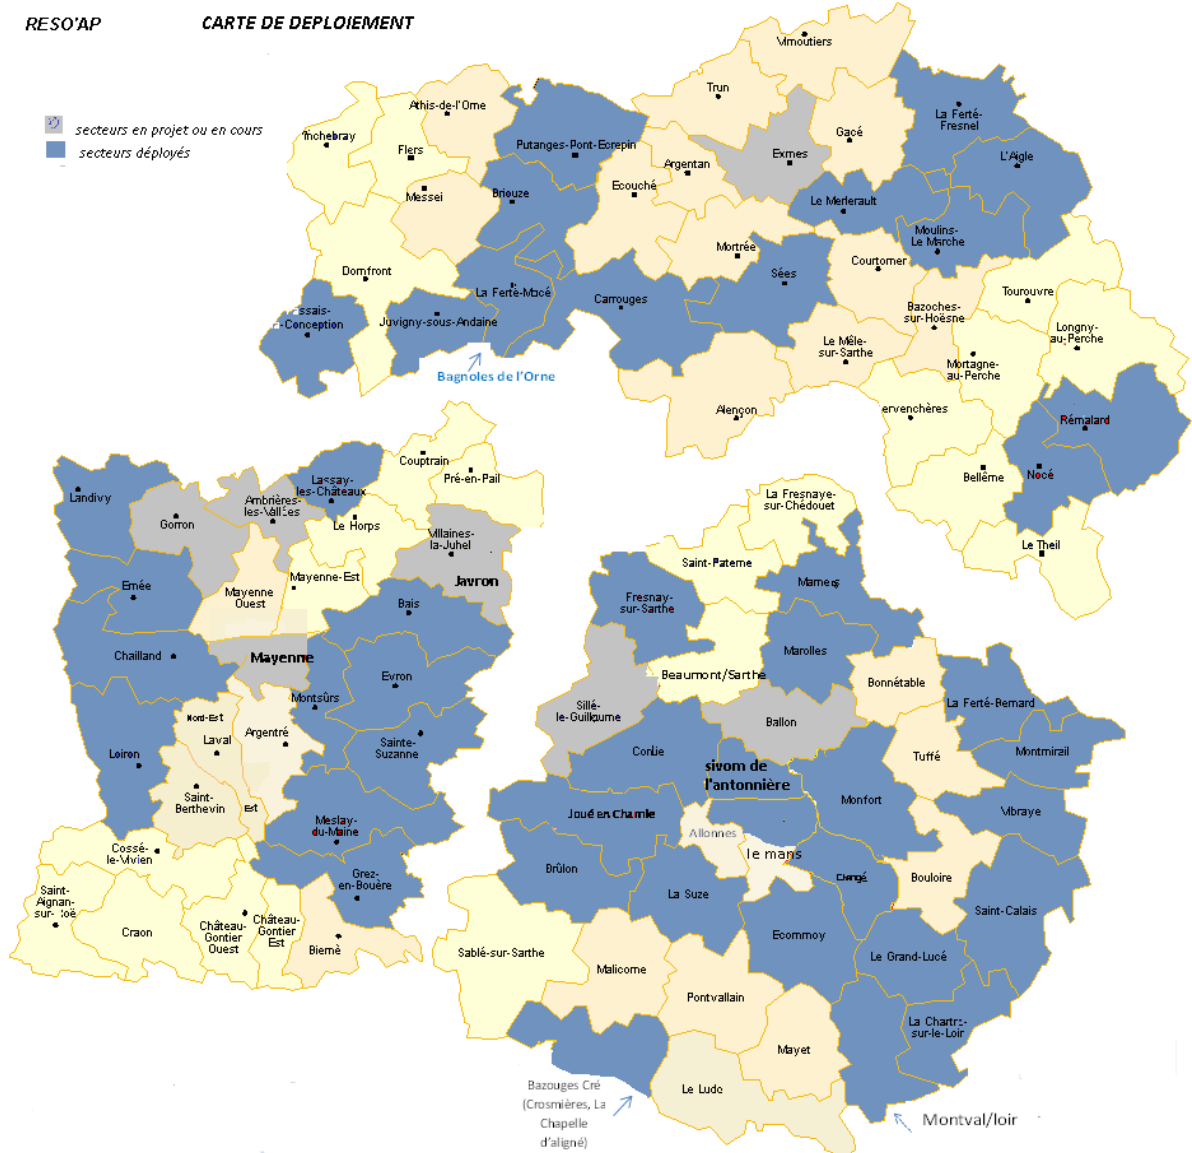 RESO'AP
CARTE DE DEPLOIEMENT
secteurs en projet ou en cours
secteurs déployés
Vimoutiers
Trun
Athis-de-l'Orne
La Ferté-
Fresnel
Gacé
Flers
Putanges-Pont-Ecrepin
Exmes
L'Aigle
Argentan
Ecouché
Messei
Briouze
Le Merlerault
Moulins-
Le Marche
Mortrée
Courtomer
Domfront
Sées
La Ferté-Macé
Carrouges
Tourouvre
Bazoches-
sur-Hoësne
ssais-
-Conception
Juvigny-sous-Andaine
Longny-
au-Perche
Le Mêle-
sur-Sarthe
Mortagne-
au-Perche
Bagnoles de l'Orne
Alençon
ervenchères
Rémalard
Bellême
Nocé
Le Theil
Couptrain
Pré-en-Pail
Landivy
Lassay-
les-Châteaux
Ambrières-
les-Vallées
Gorron
Le Horps
Villaines-
la-Juhel
Javron
Mayenne-Est
Ernée
Mayenne
Ouest
Bais
Chailland
Mayenne
Evron
Montsûrs
Nord-Est
Laval
Argentré
Sainte-
Suzanne
Loiron
Saint-
Berthevin
Est
Meslay-
du-Maine
Cossé-
le-Vivien
Grez-
en-Bouère
Saint-
Aignan-
sur-Roë
Craon
Château-
Gontier
Ouest
Château-
Gontier
Est
Biernè
La Fresnaye-
sur-Chédouet
Saint-Paterne
Mamers
Fresnay-
sur-Sarthe
Marolles
Beaumont/Sarthe
Bonnétable
La Ferté-Bernard
Sillé-
le-Guillaume
Ballon
Conlie
Tuffé
Montmirail
sivom de
l'antonnière
Monfort
Vibraye
Joué en Charnie
Allonnes
le mans
Brûlon
Changé
Bouloire
La Suze
Saint-Calais
Ecommoy
Sablé-sur-Sarthe
Le Grand-Lucé
Malicorne
Pontvallain
La Chartre-
sur-le-Loir
Mayet
Bazouges Cré
(Crosmières, La
Chapelle
d'aligné)
Le Lude
Montval/loir